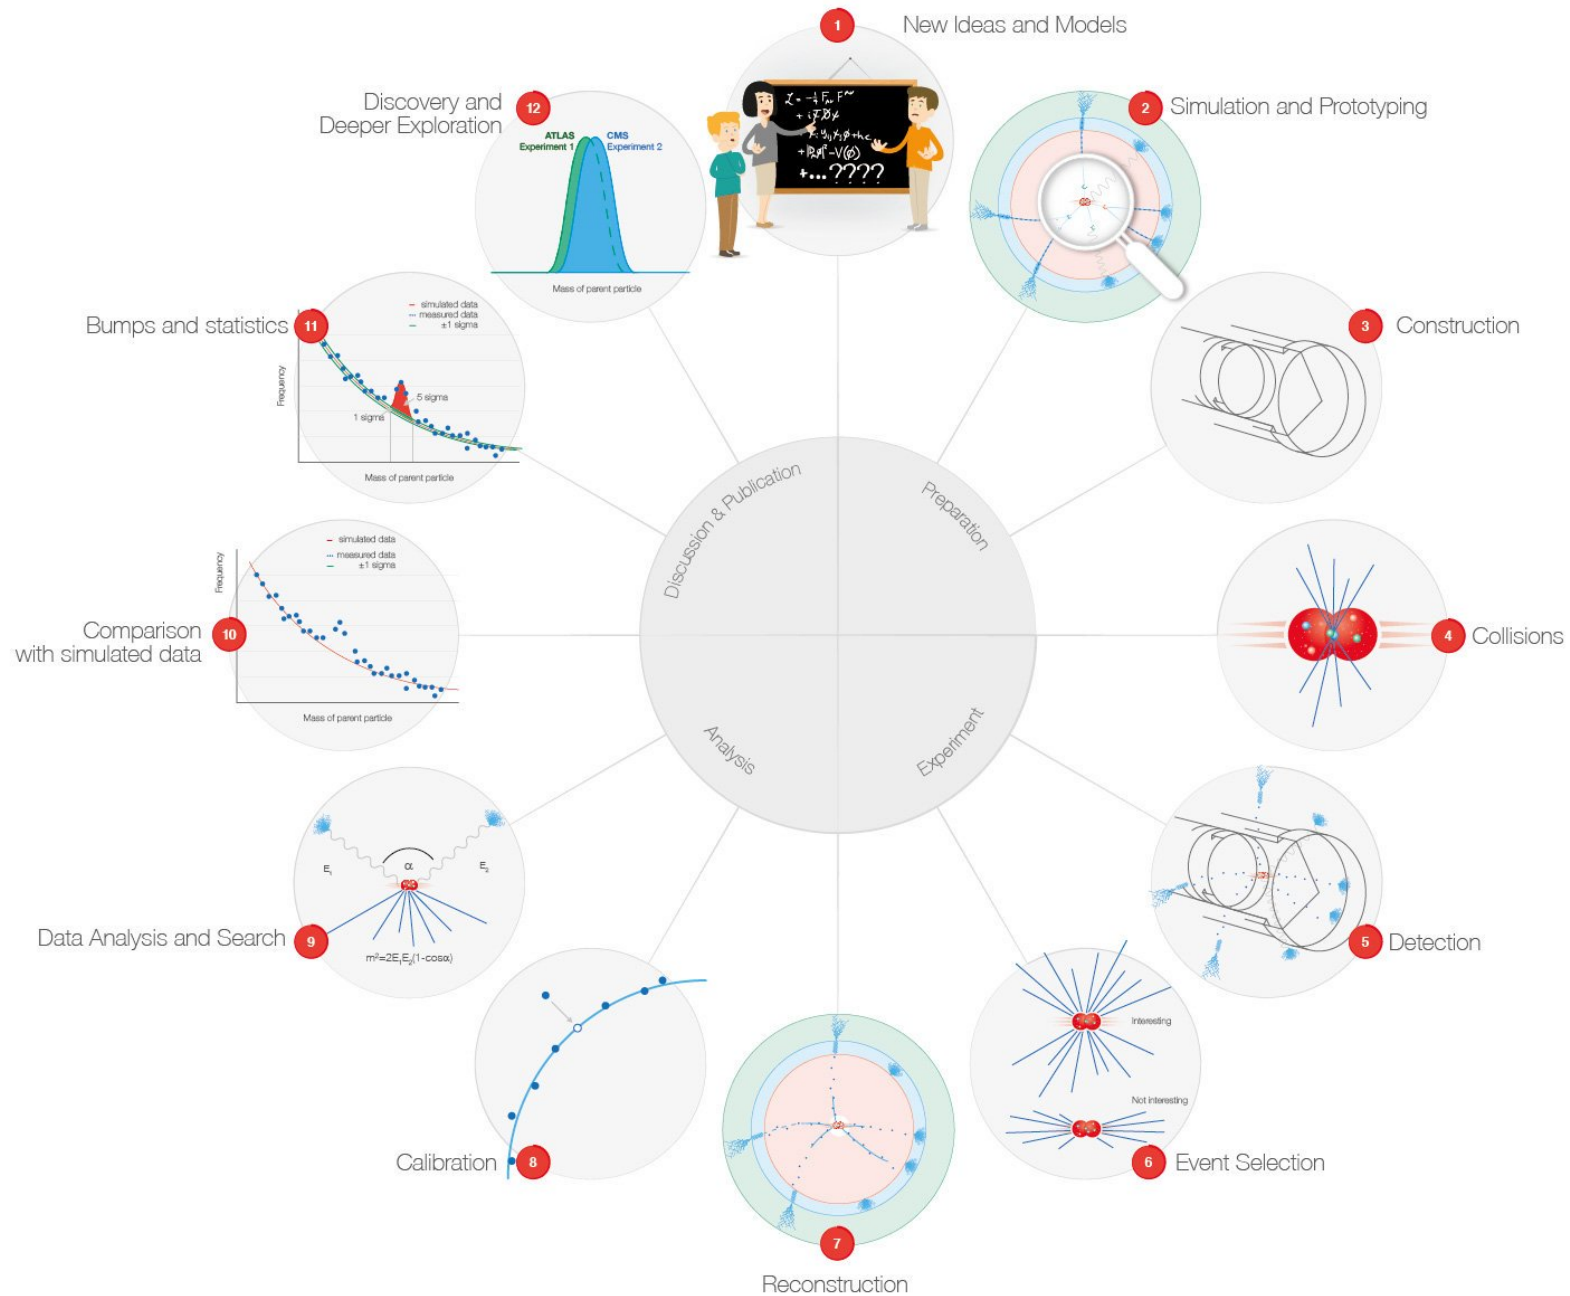 1
New Ideas and Models
2
Simulation and Prototyping
3
Construction
4
Collisions
5
Detection
Interesting
Not interesting
6
Event Selection
7
Reconstruction
8
Calibration
9
Data Analysis and Search
E₁
α
E₂
m²=2E₁E₂(1-cosα)
10
Comparison
with simulated data
simulated data
measured data
±1 sigma
Frequency
Mass of parent particle
11
Bumps and statistics
simulated data
measured data
±1 sigma
Frequency
5 sigma
1 sigma
Mass of parent particle
12
Discovery and
Deeper Exploration
ATLAS
Experiment 1
CMS
Experiment 2
Mass of parent particle
Discussion & Publication
Preparation
Analysis
Experiment
+...????